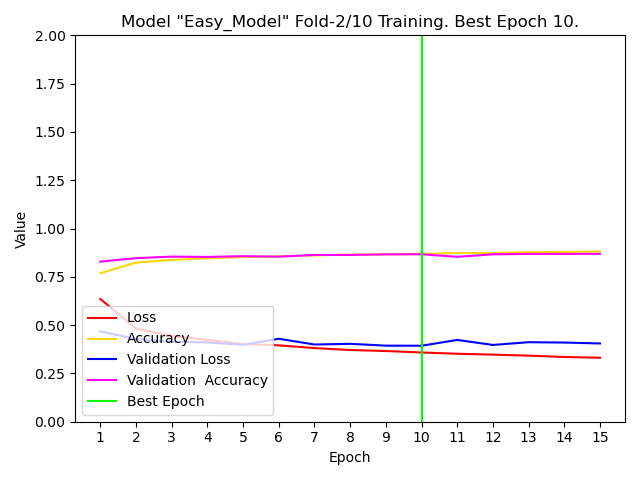 Model "Easy_Model" Fold-2/10 Training. Best Epoch 10.
2.00
1.75
1.50
1.25
1.00
0.75
0.50
0.25
0.00
Value
Loss
Accuracy
Validation Loss
Validation  Accuracy
Best Epoch
1 2 3 4 5 6 7 8 9 10 11 12 13 14 15
Epoch